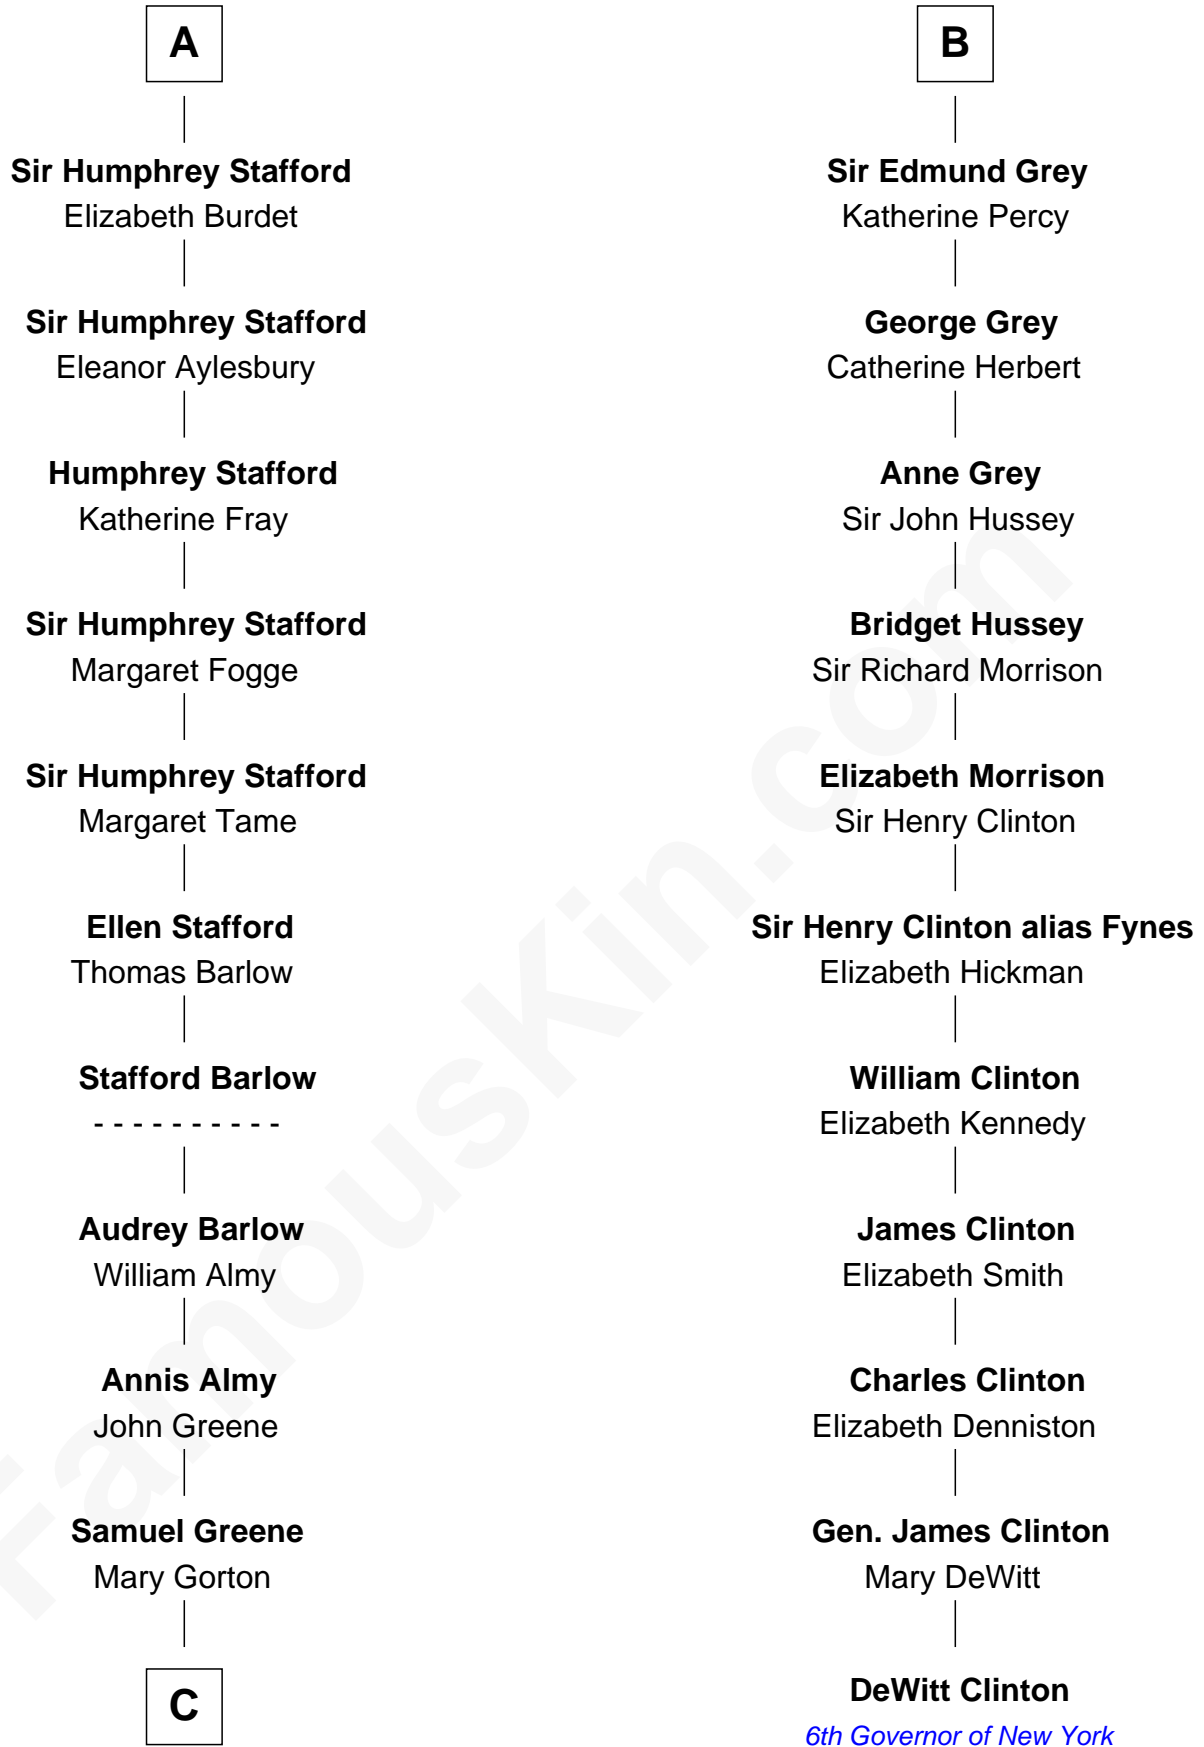 A
Sir Humphrey Stafford
Elizabeth Burdet
Sir Humphrey Stafford
Eleanor Aylesbury
Humphrey Stafford
Katherine Fray
Sir Humphrey Stafford
Margaret Fogge
Sir Humphrey Stafford
Margaret Tame
Ellen Stafford
Thomas Barlow
Stafford Barlow
- - - - - - - - - -
Audrey Barlow
William Almy
Annis Almy
John Greene
Samuel Greene
Mary Gorton
C
B
Sir Edmund Grey
Katherine Percy
George Grey
Catherine Herbert
Anne Grey
Sir John Hussey
Bridget Hussey
Sir Richard Morrison
Elizabeth Morrison
Sir Henry Clinton
Sir Henry Clinton alias Fynes
Elizabeth Hickman
William Clinton
Elizabeth Kennedy
James Clinton
Elizabeth Smith
Charles Clinton
Elizabeth Denniston
Gen. James Clinton
Mary DeWitt
DeWitt Clinton
6th Governor of New York
FamousKin.com